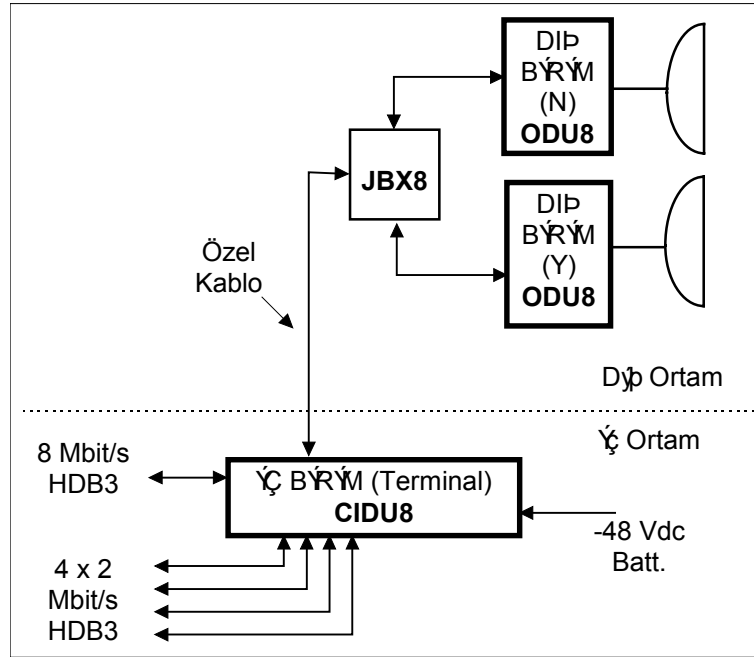 DIÞ
BÝRÝM
(N)
ODU8
JBX8
DIÞ
BÝRÝM
(Y)
ODU8
Özel
Kablo
Dýþ Ortam
Ýç Ortam
8 Mbit/s
HDB3
ÝÇ BÝRÝM (Terminal)
CIDU8
-48 Vdc
Batt.
4 x 2
Mbit/s
HDB3